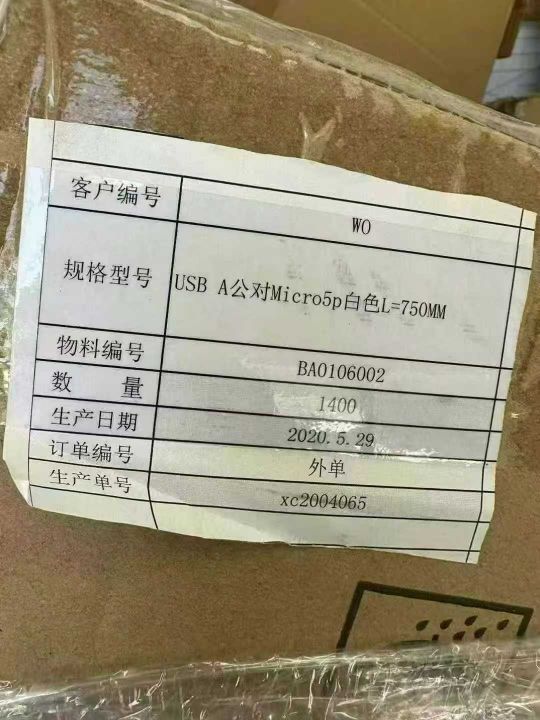 客户编号 WO
规格型号 USB A公对Micro5p白色L=750MM
物料编号 BA0106002
数 量 1400
生产日期 2020.5.29
订单编号 外单
生产单号 xc2004065